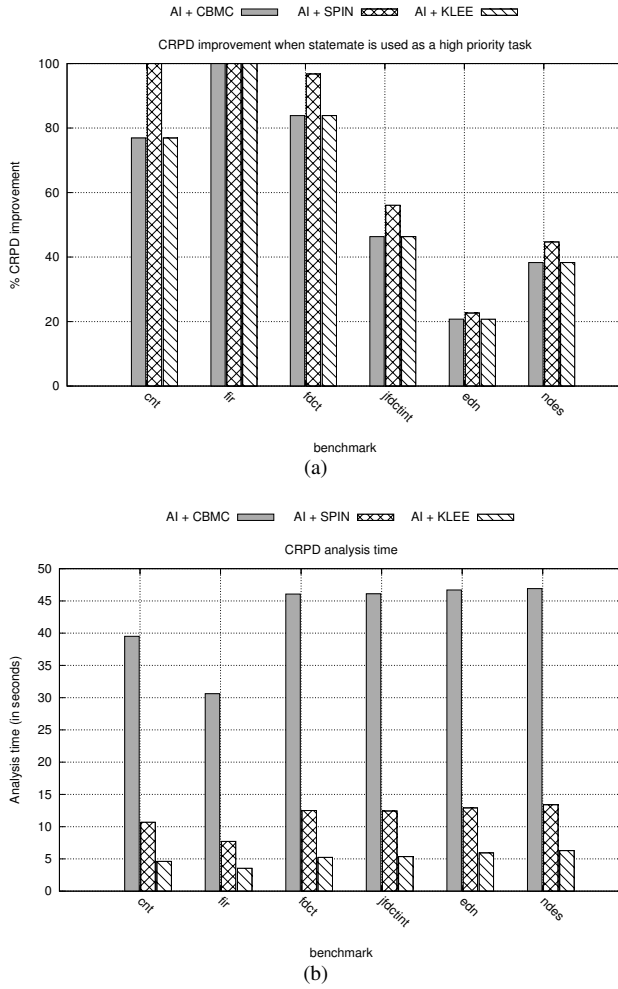 AI + CBMC AI + SPIN AI + KLEE
CRPD improvement when statemate is used as a high priority task
100
80
60
40
20
0
% CRPD improvement
cnt fir fdct jfdctint edn ndes
benchmark
(a)
AI + CBMC AI + SPIN AI + KLEE
CRPD analysis time
50
45
40
35
30
25
20
15
10
5
0
Analysis time (in seconds)
cnt fir fdct jfdctint edn ndes
benchmark
(b)